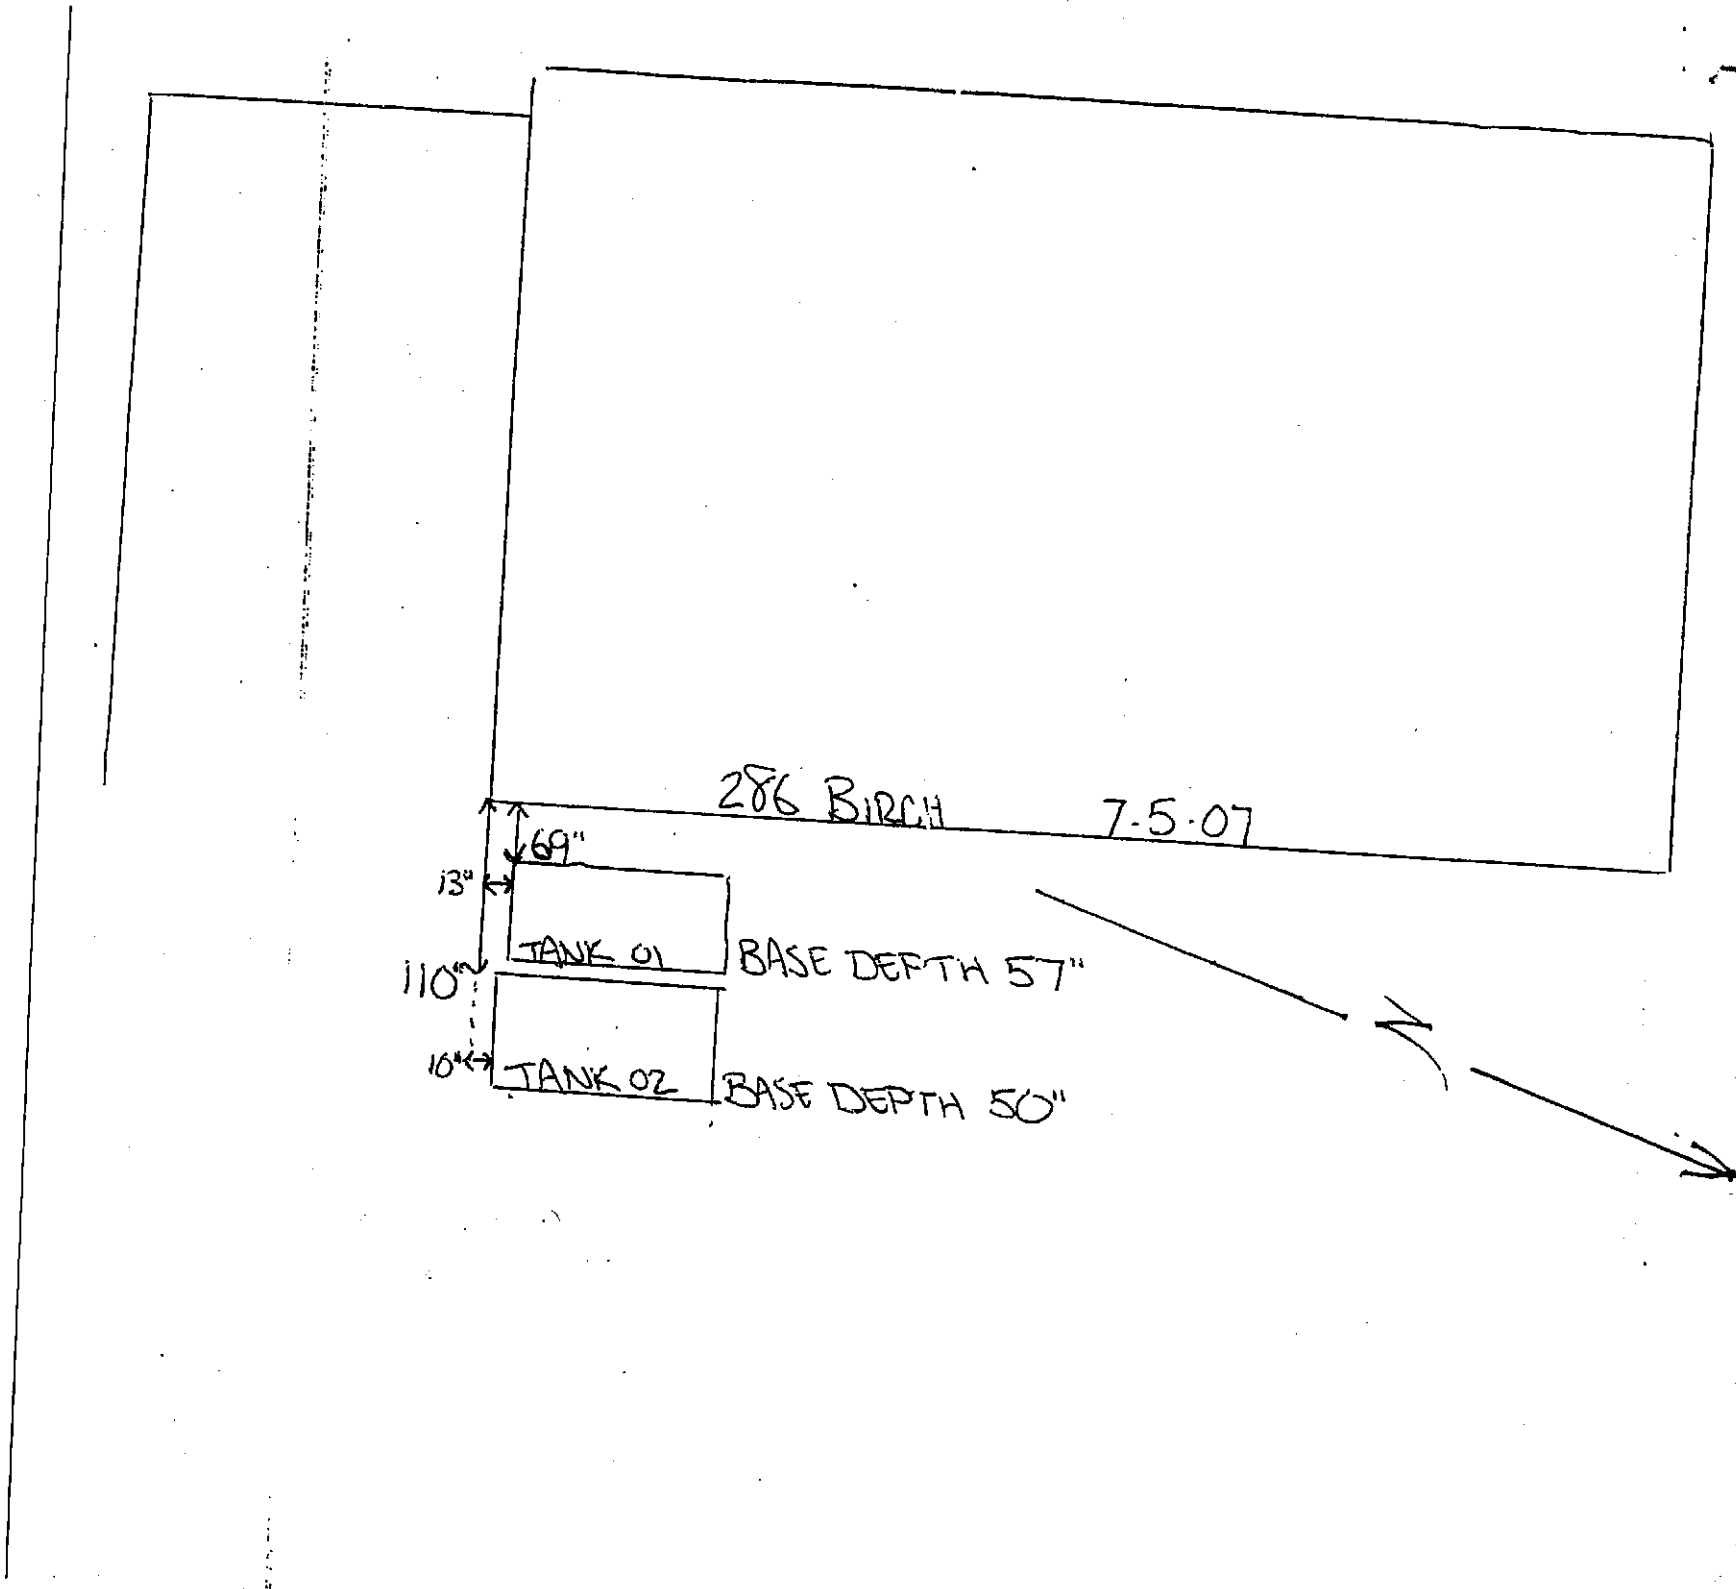 286 BIRCH 7-5-07
69"
13"
TANK 01 BASE DEPTH 57"
110"
10"
TANK 02 BASE DEPTH 50"
N